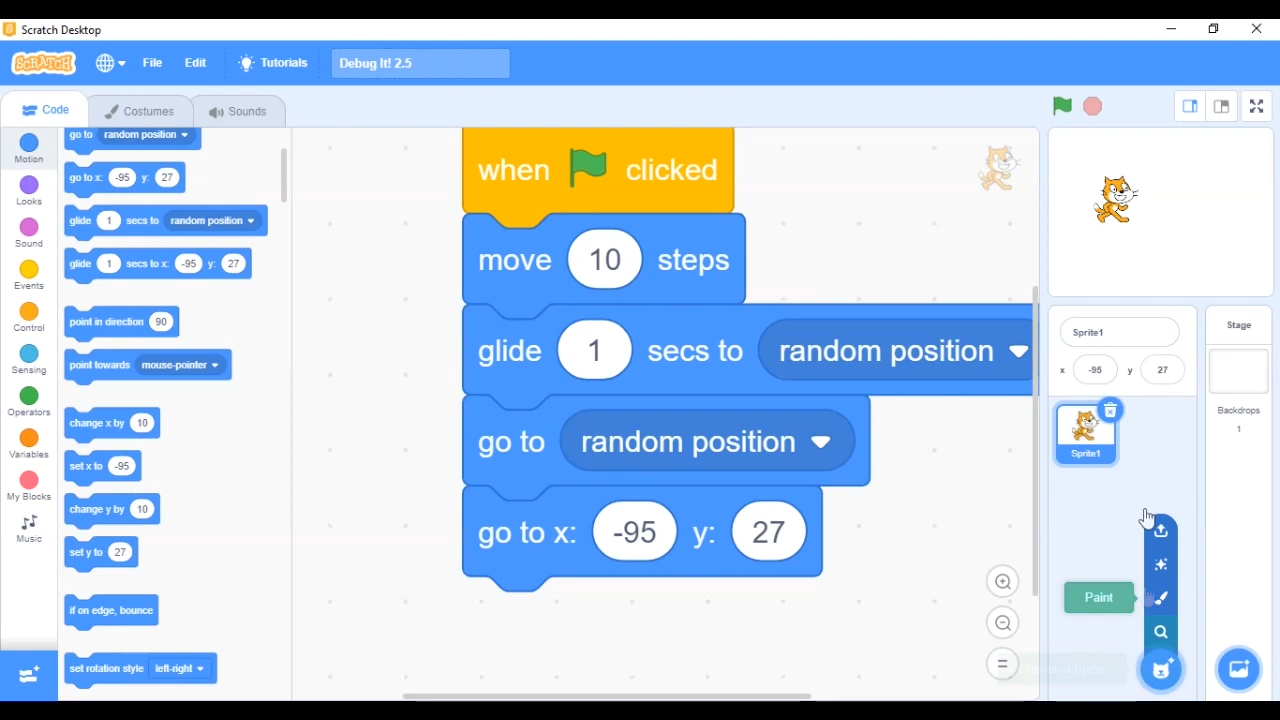 Scratch Desktop
SCRATCH File Edit Tutorials Debug It! 2.5
Code Costumes Sounds
Motion
Looks
Sound
Events
Control
Sensing
Operators
Variables
My Blocks
Music
go to random position
go to x: -95 y: 27
glide 1 secs to random position
glide 1 secs to x: -95 y: 27
point in direction 90
point towards mouse-pointer
change x by 10
set x to -95
change y by 10
set y to 27
if on edge, bounce
set rotation style left-right
when clicked
move 10 steps
glide 1 secs to random position
go to random position
go to x: -95 y: 27
Sprite1
x -95 y 27
Sprite1
Paint
Choose a Sprite
Stage
Backdrops
1